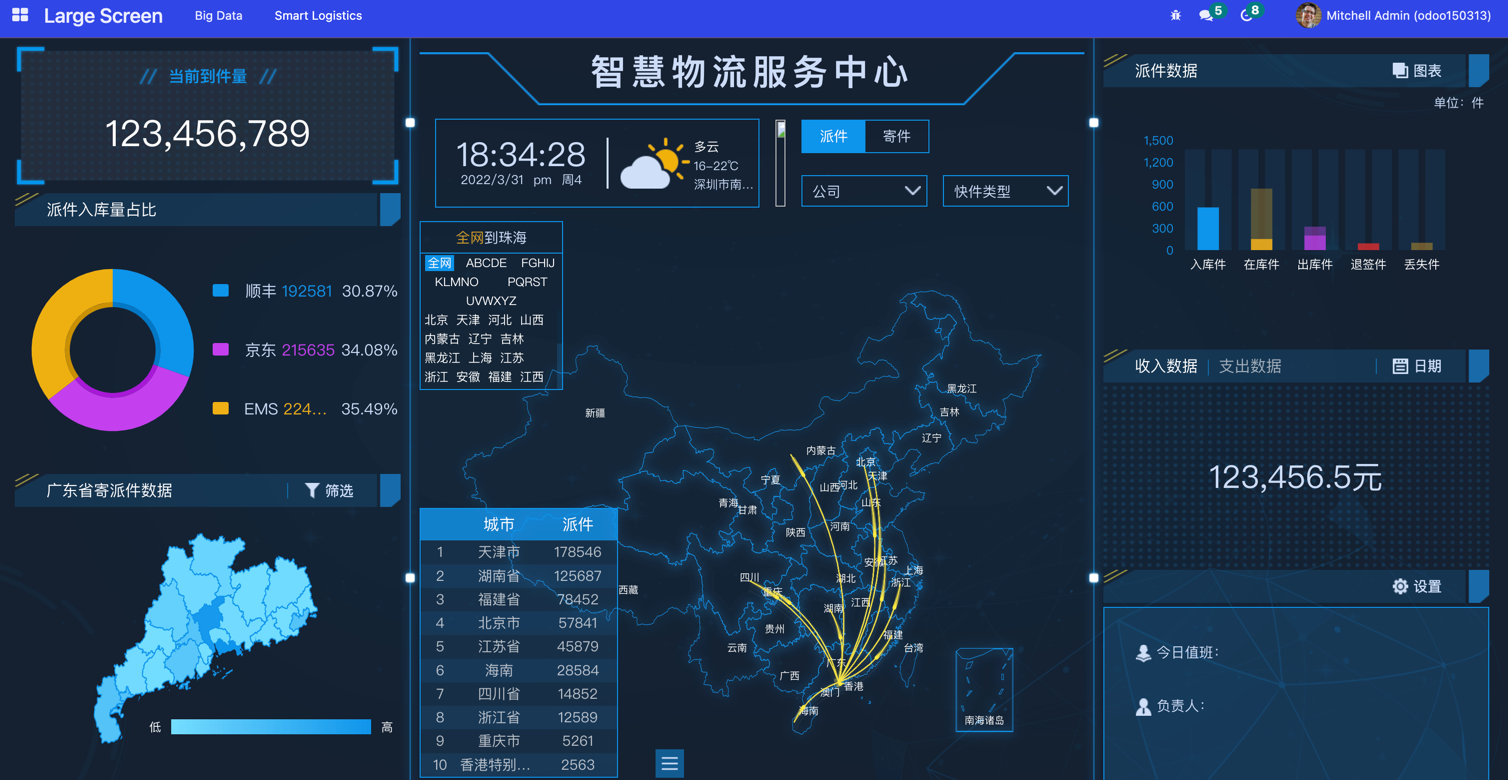 Large Screen Big Data Smart Logistics 5 8 Mitchell Admin (odoo150313)
// 当前到件量 //
123,456,789
派件入库量占比
顺丰 192581 30.87%
京东 215635 34.08%
EMS 224... 35.49%
广东省寄派件数据 筛选
低 高
智慧物流服务中心
18:34:28
2022/3/31 pm 周4
多云
16-22℃
深圳市南...
派件 寄件
公司 快件类型
全网到珠海
全网 ABCDE FGHIJ
KLMNO PQRST
UVWXYZ
北京 天津 河北 山西
内蒙古 辽宁 吉林
黑龙江 上海 江苏
浙江 安徽 福建 江西
城市 派件
1 天津市 178546
2 湖南省 125687
3 福建省 78452
4 北京市 57841
5 江苏省 45879
6 海南 28584
7 四川省 14852
8 浙江省 12589
9 重庆市 5261
10 香港特别... 2563
黑龙江
吉林
新疆
辽宁
内蒙古
北京
天津
宁夏
山西
河北
青海
甘肃
山东
河南
陕西
安徽
江苏
上海
四川
湖北
浙江
西藏
重庆
湖南
江西
贵州
福建
云南
台湾
广东
广西
香港
澳门
海南
南海诸岛
派件数据 图表
单位：件
1,500
1,200
900
600
300
0
入库件 在库件 出库件 退签件 丢失件
收入数据 支出数据 日期
123,456.5元
设置
今日值班：
负责人：